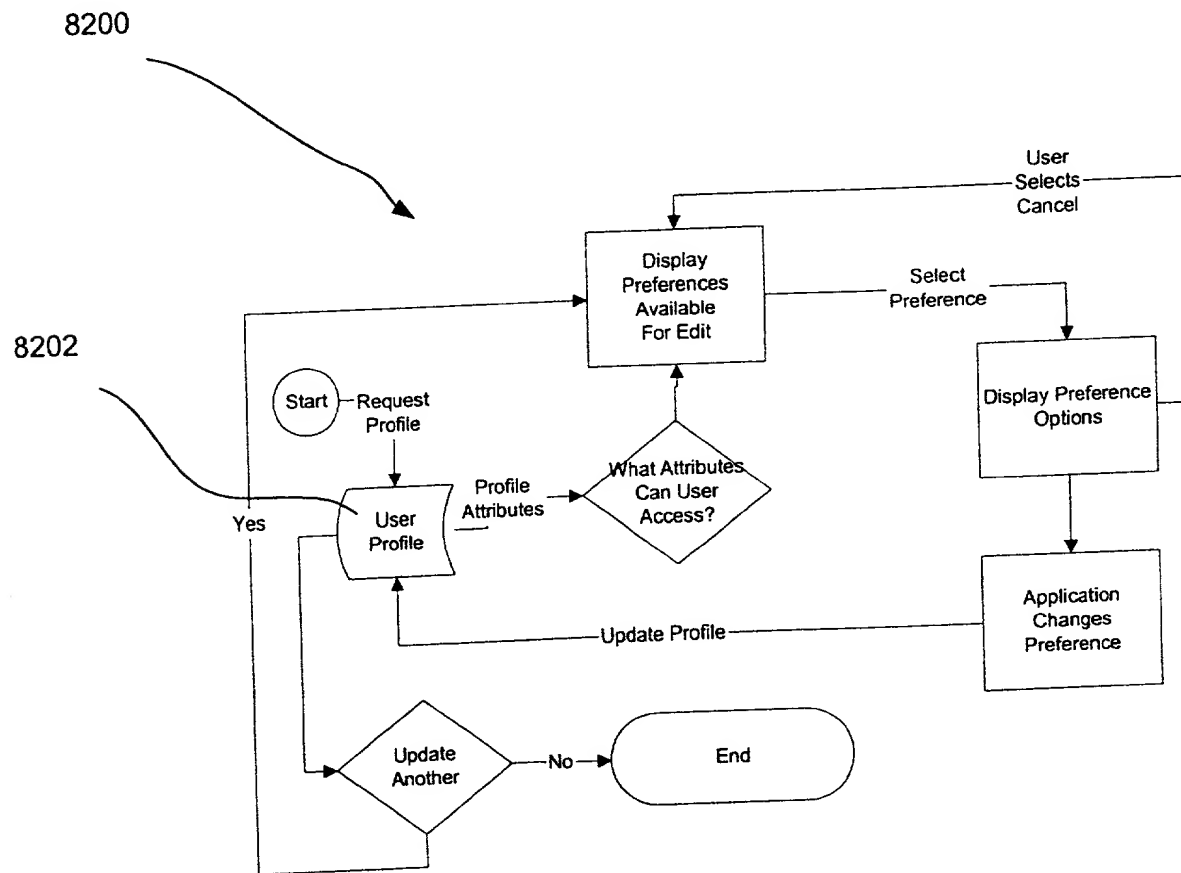 8200
User
Selects
Cancel
Display
Preferences
Available
For Edit
Select
Preference
8202
Start
Request
Profile
Display Preference
Options
What Attributes
Can User
Access?
Profile
Attributes
User
Profile
Yes
Application
Changes
Preference
Update Profile
Update
Another
No
End